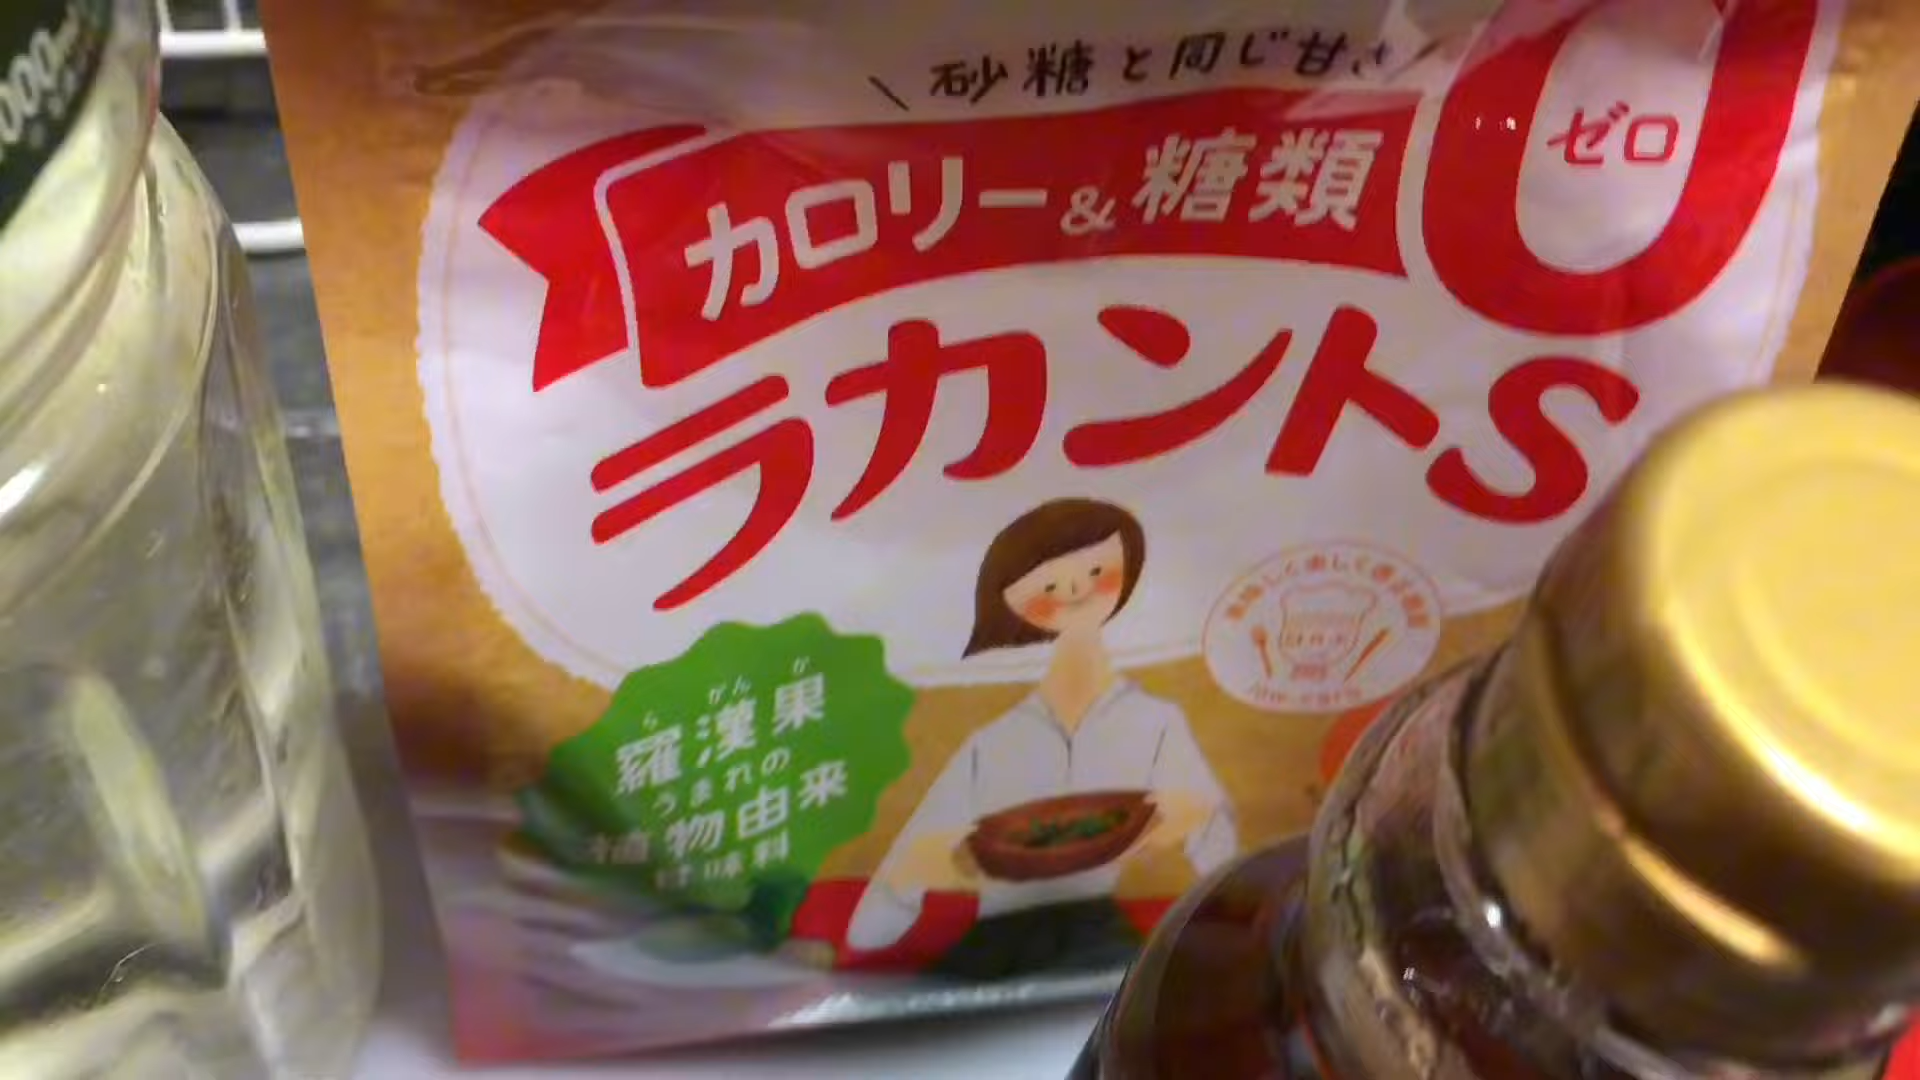 000
砂糖と同じ甘さ
カロリー&糖類
0
ゼロ
ラカントS
らかんか
羅漢果
うまれの
植物由来
甘味料